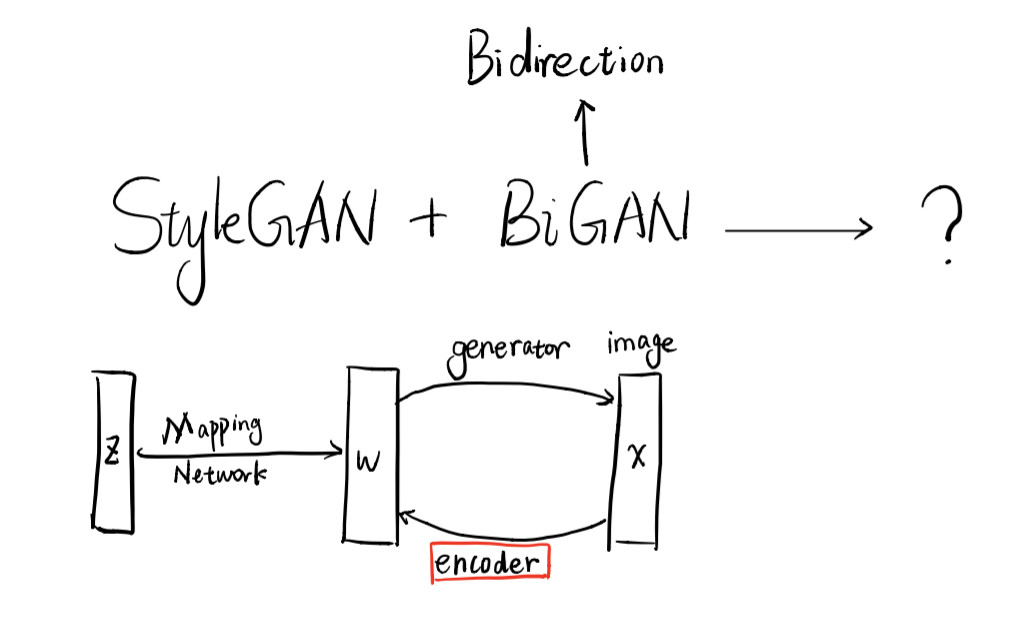 Bidirection
StyleGAN + BiGAN → ?
generator image
Mapping
Network
z w x
encoder